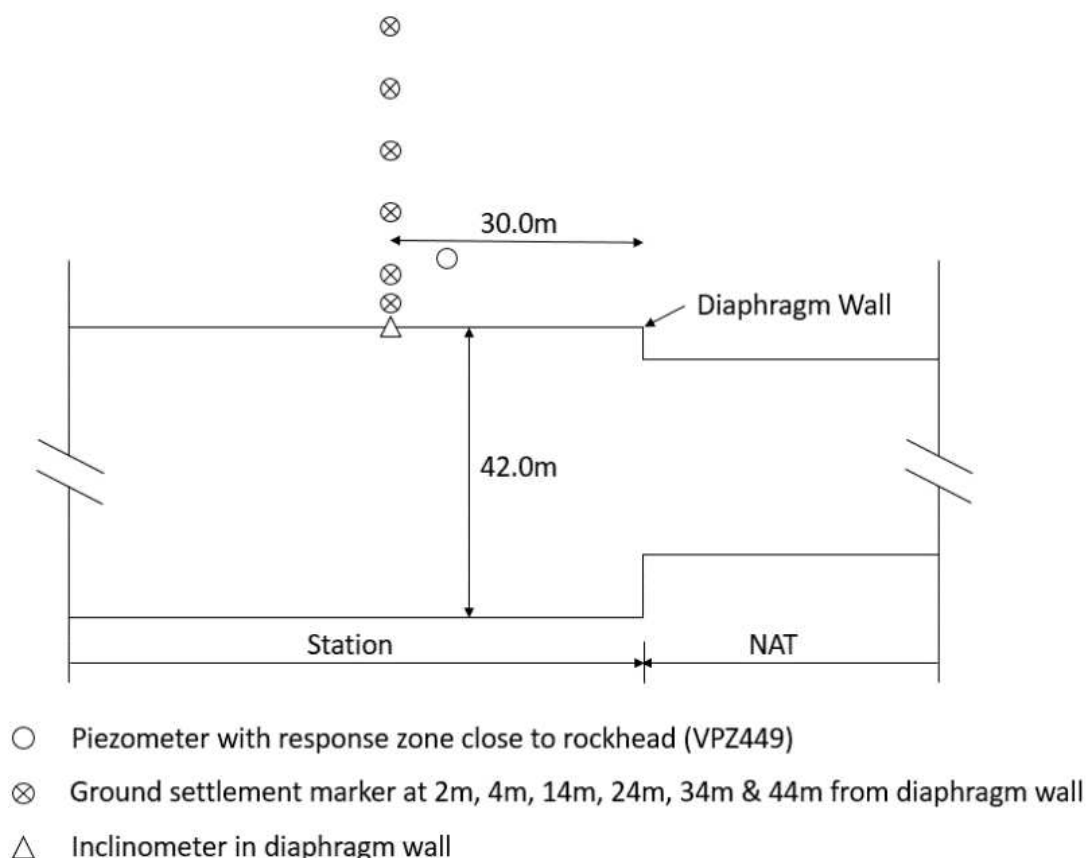 30.0m
Diaphragm Wall
42.0m
Station
NAT
Piezometer with response zone close to rockhead (VPZ449)
Ground settlement marker at 2m, 4m, 14m, 24m, 34m & 44m from diaphragm wall
Inclinometer in diaphragm wall